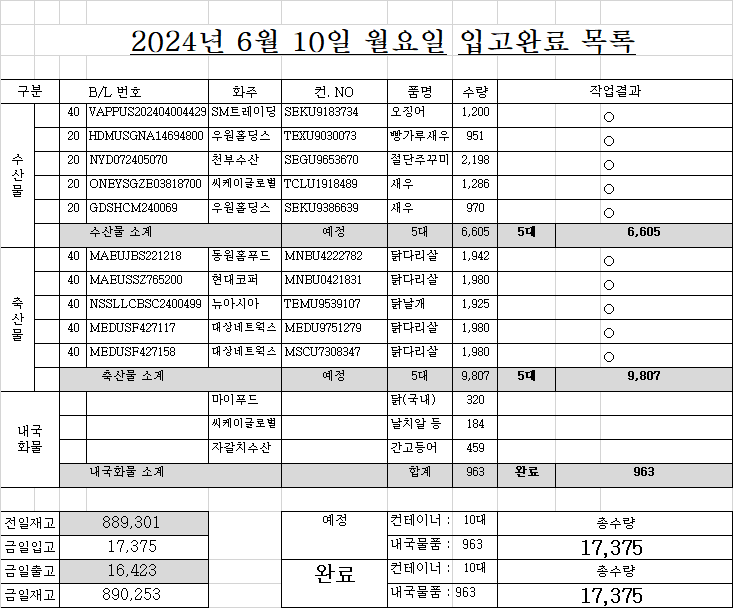 2024년 6월 10일 월요일 입고완료 목록
구분 B/L 번호 화주 컨. NO 품명 수량 작업결과
수산물
40 VAPPUS202404004429 SM트레이딩 SEKU9183734 오징어 1,200 ○
20 HDMUSGNA14694800 우원홀딩스 TEXU9030073 빵가루새우 951 ○
20 NYD072405070 천부수산 SEGU9653670 절단주꾸미 2,198 ○
20 ONEYSGZE03818700 씨케이글로벌 TCLU1918489 새우 1,286 ○
20 GDSHCM240069 우원홀딩스 SEKU9386639 새우 970 ○
수산물 소계 예정 5대 6,605 5대 6,605
축산물
40 MAEUJBS221218 동원홈푸드 MNBU4222782 닭다리살 1,942 ○
40 MAEUSSZ765200 현대코퍼 MNBU0421831 닭다리살 1,980 ○
40 NSSLLCBSC2400499 뉴아시아 TEMU9539107 닭날개 1,925 ○
40 MEDUSF427117 대상네트웍스 MEDU9751279 닭다리살 1,980 ○
40 MEDUSF427158 대상네트웍스 MSCU7308347 닭다리살 1,980 ○
축산물 소계 예정 5대 9,807 5대 9,807
내국
화물
마이푸드 닭(국내) 320
씨케이글로벌 날치알 등 184
자갈치수산 간고등어 459
내국화물 소계 합계 963 완료 963
전일재고 889,301 예정 컨테이너 : 10대 총수량
금일입고 17,375 내국물품 : 963 17,375
금일출고 16,423 완료 컨테이너 : 10대 총수량
금일재고 890,253 내국물품 : 963 17,375